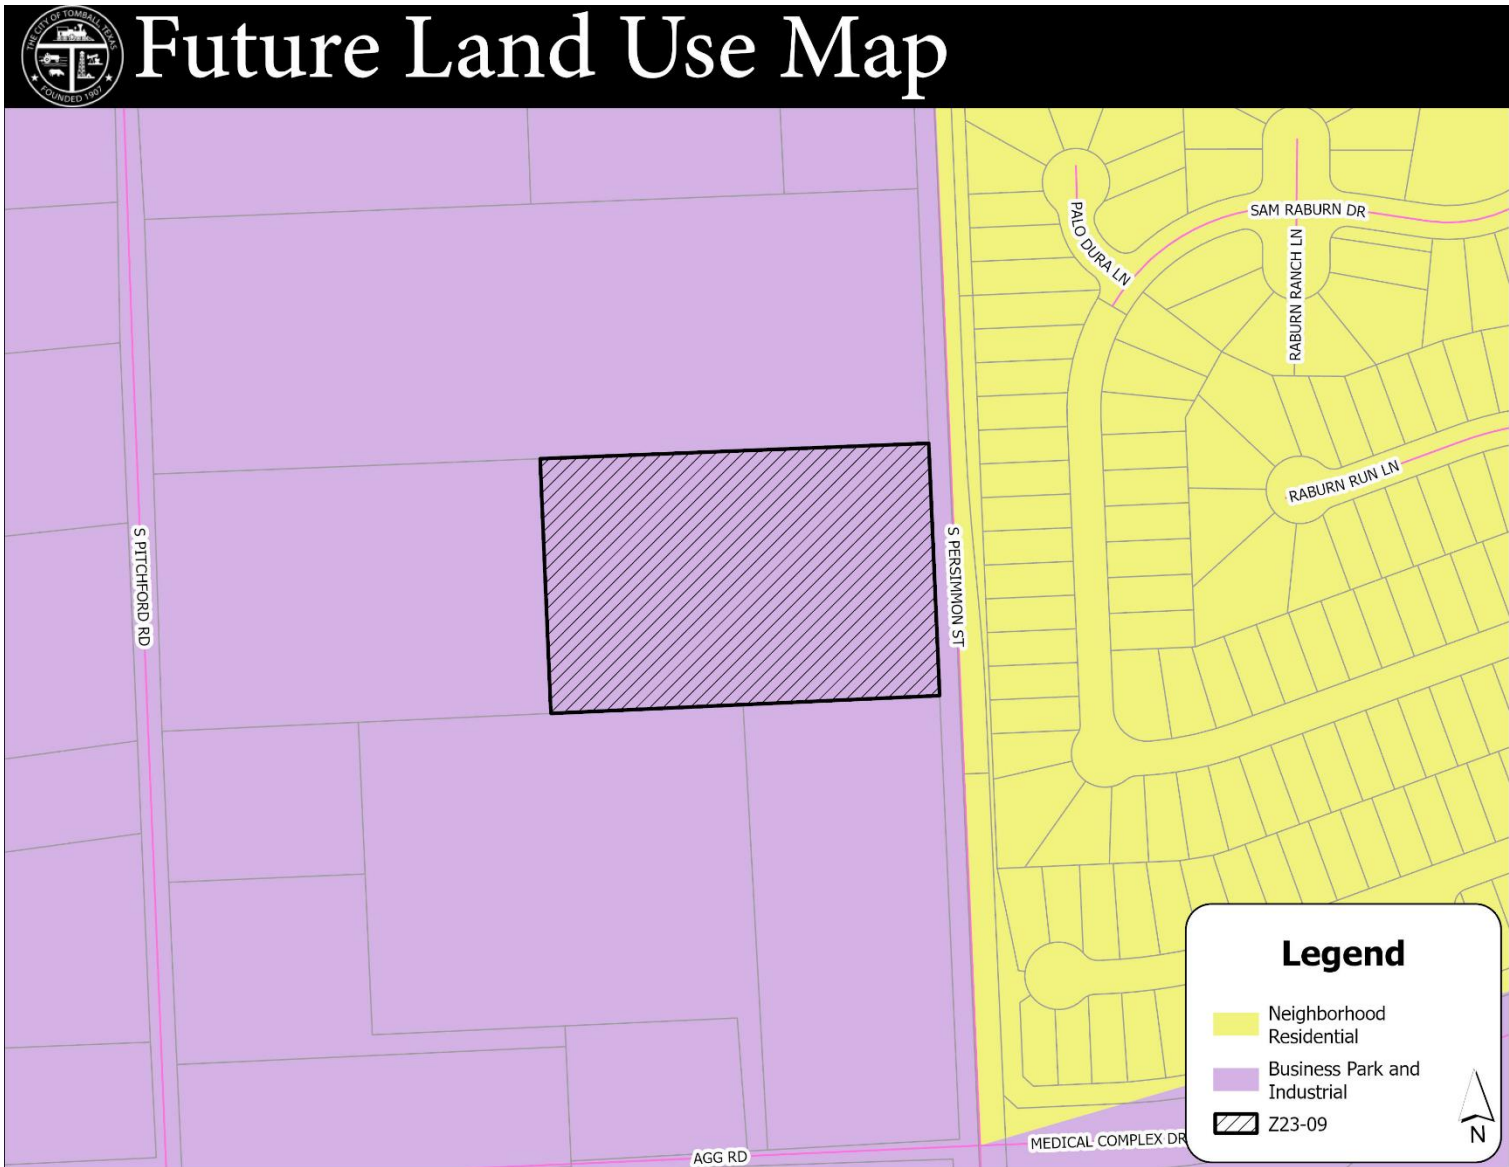 THE CITY OF TOMBALL, TEXAS
FOUNDED 1907
Future Land Use Map
SAM RABURN DR
PALO DURA LN
RABURN RANCH LN
RABURN RUN LN
S PITCHFORD RD
S PERSIMMON ST
Legend
Neighborhood
Residential
Business Park and
Industrial
Z23-09
N
MEDICAL COMPLEX DR
AGG RD